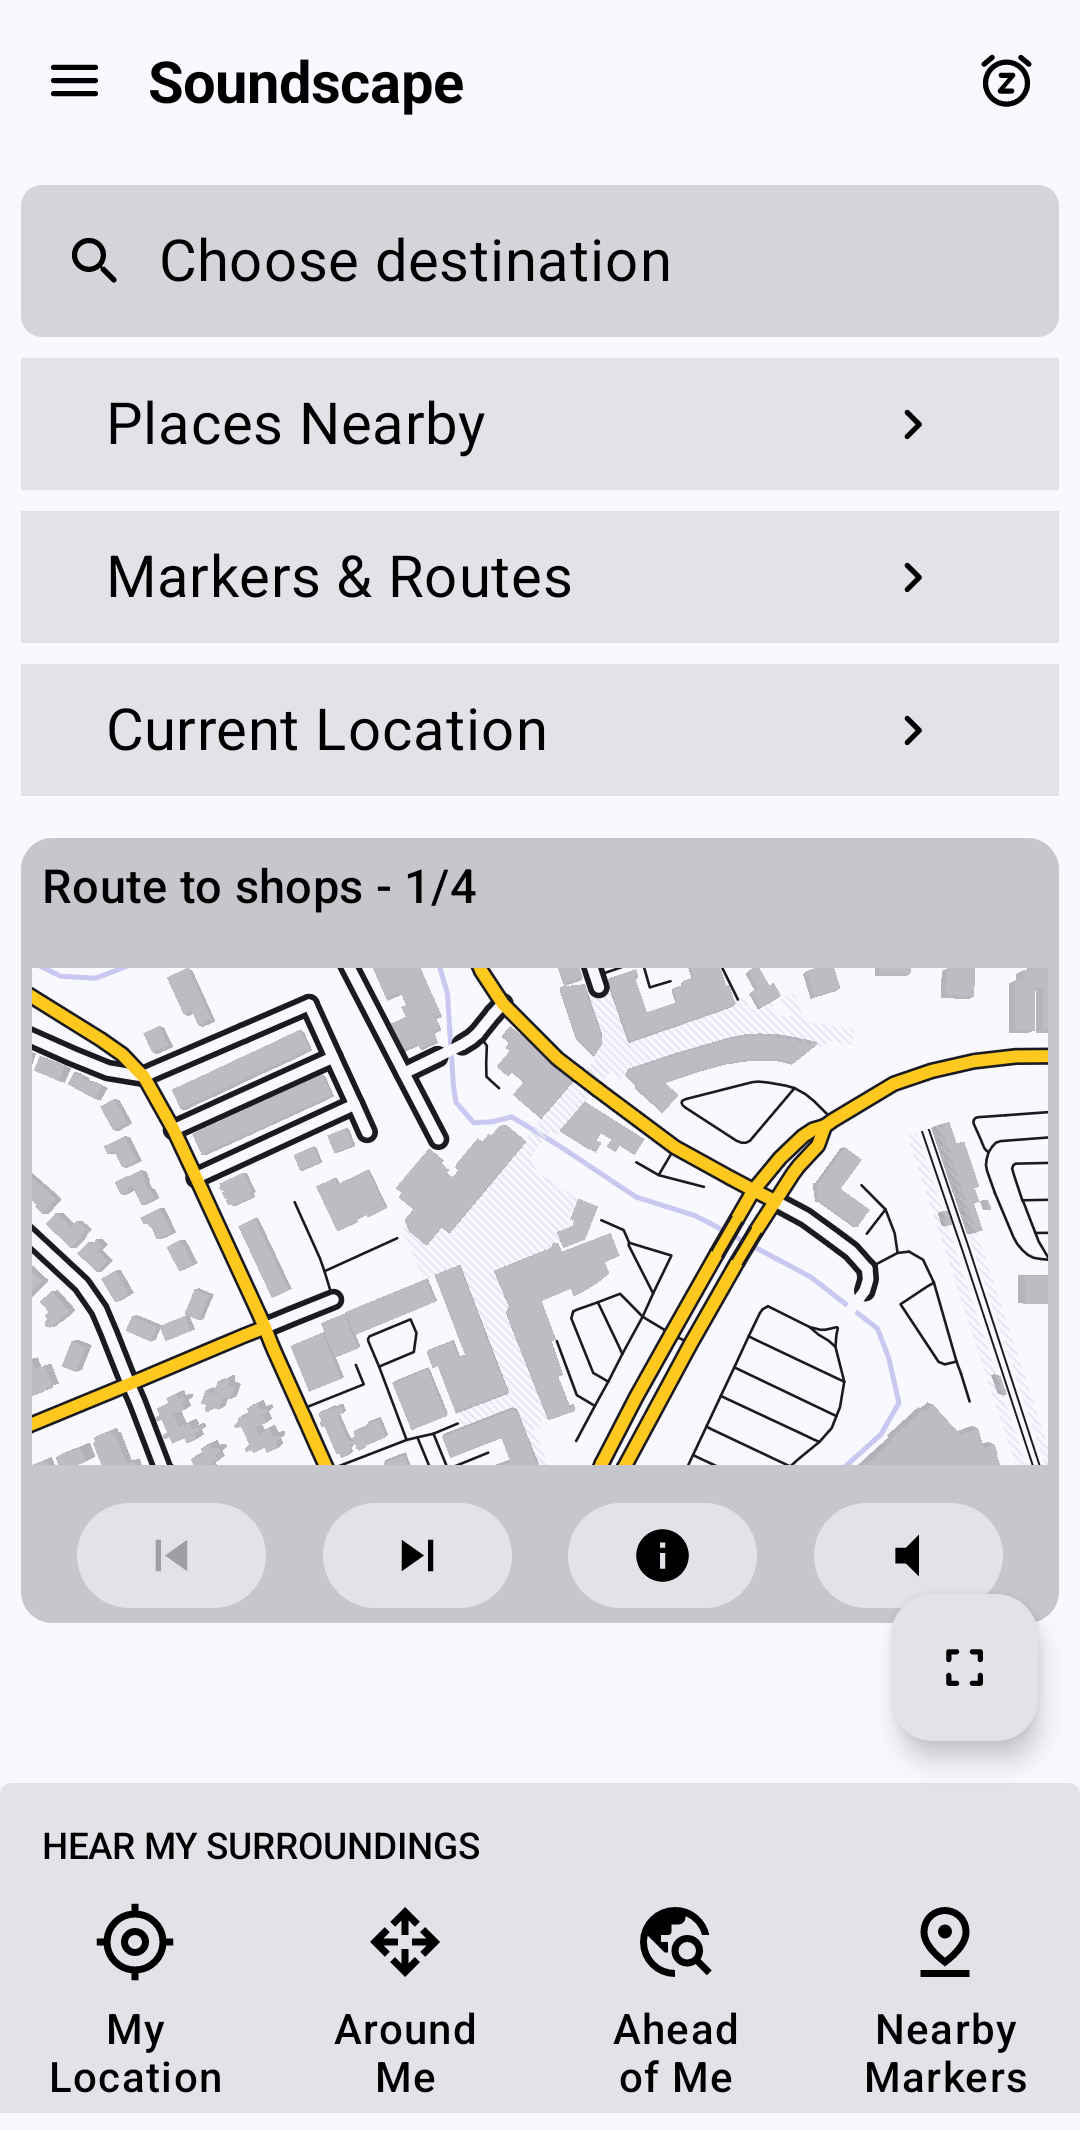 Soundscape
Choose destination
Places Nearby
Markers & Routes
Current Location
Route to shops - 1/4
HEAR MY SURROUNDINGS
My
Location
Around
Me
Ahead
of Me
Nearby
Markers